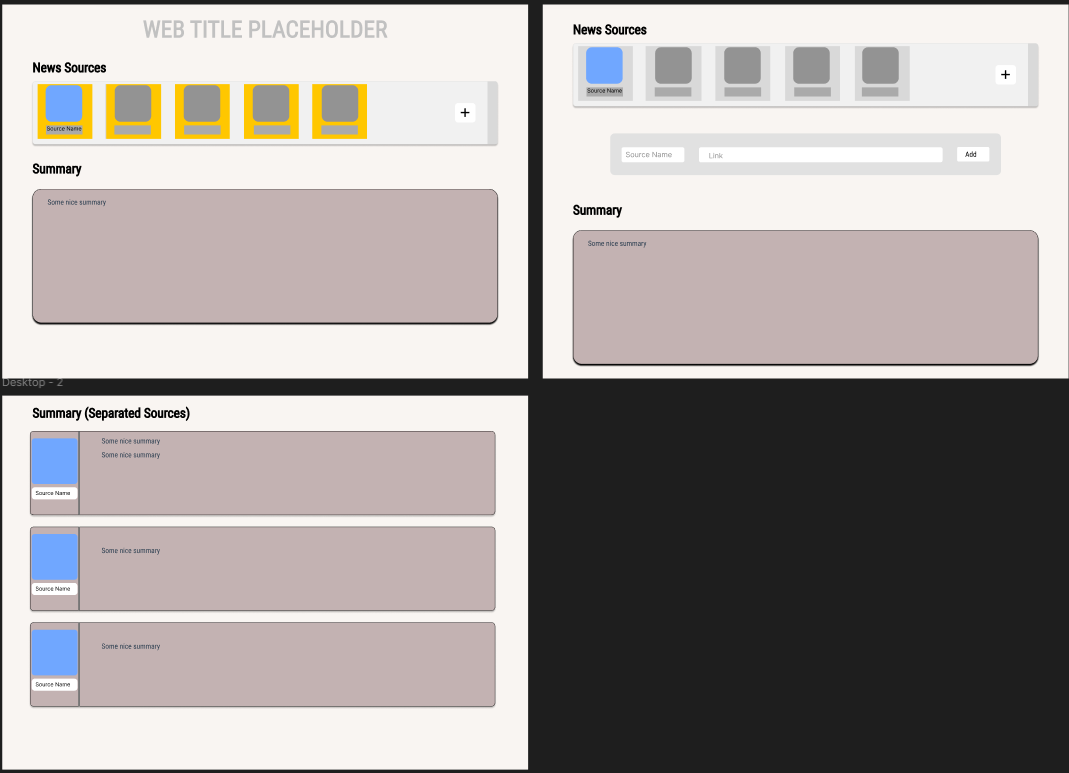 WEB TITLE PLACEHOLDER
News Sources
Source Name
+
Summary
Some nice summary
News Sources
Source Name
+
Source Name
Link
Add
Summary
Some nice summary
Desktop - 2
Summary (Separated Sources)
Some nice summary
Some nice summary
Source Name
Some nice summary
Source Name
Some nice summary
Source Name